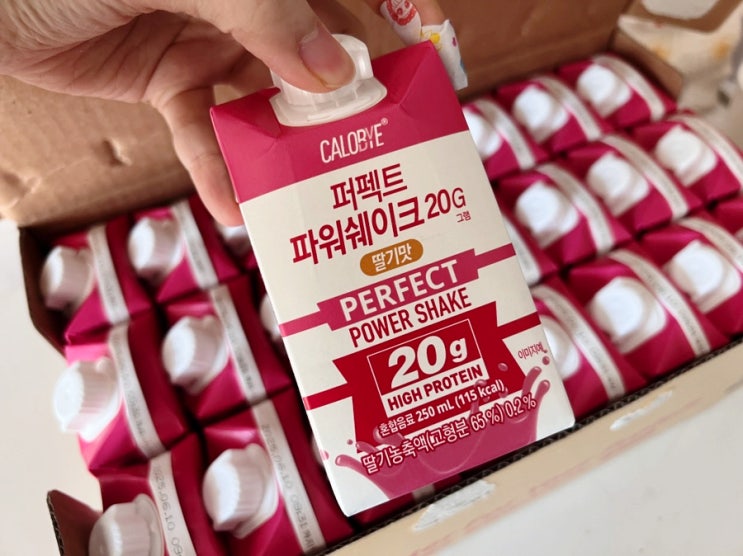 CALOBYE®
퍼펙트
파워쉐이크 20G
그램
딸기맛
PERFECT
POWER SHAKE
20g
HIGH PROTEIN
혼합음료 250 mL (115 kcal)
이미지예
딸기농축액(고형분 65 %) 0.2 %